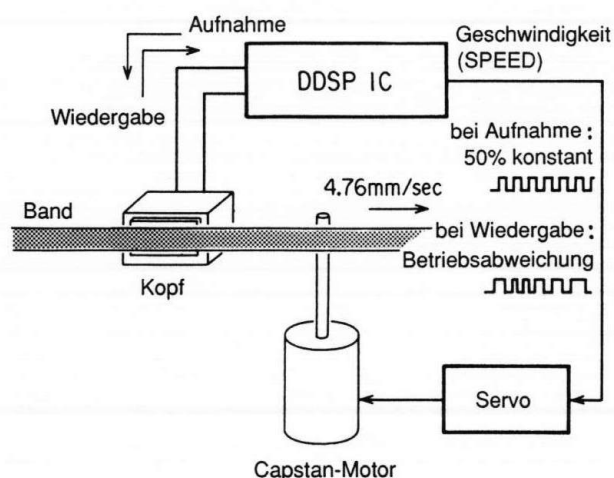 Aufnahme
Wiedergabe
DDSP IC
Geschwindigkeit
(SPEED)
bei Aufnahme :
50% konstant
4.76mm/sec
Band
bei Wiedergabe :
Betriebsabweichung
Kopf
Servo
Capstan-Motor